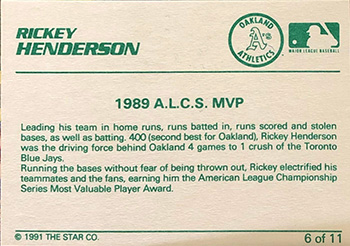 RICKEY
HENDERSON
OAKLAND
A's
ATHLETICS
MAJOR LEAGUE BASEBALL
1989 A.L.C.S. MVP
Leading his team in home runs, runs batted in, runs scored and stolen
bases, as well as batting. 400 (second best for Oakland), Rickey Henderson
was the driving force behind Oakland 4 games to 1 crush of the Toronto
Blue Jays.
Running the bases without fear of being thrown out, Rickey electrified his
teammates and the fans, earning him the American League Championship
Series Most Valuable Player Award.
© 1991 THE STAR CO.
6 of 11